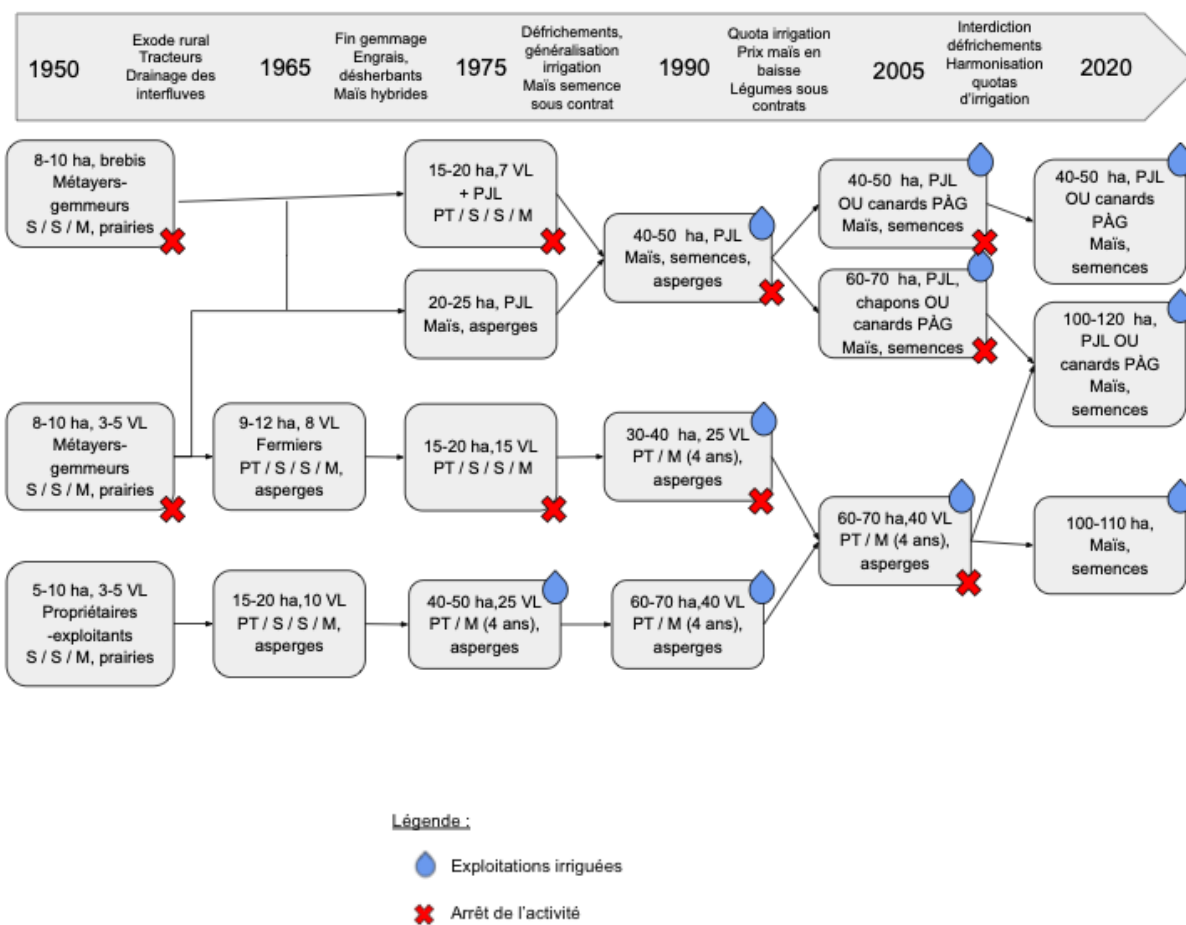 1950
Exode rural
Tracteurs
Drainage des
interfluves
1965
Fin gemmage
Engrais,
désherbants
Maïs hybrides
1975
Défrichements,
généralisation
irrigation
Maïs semence
sous contrat
1990
Quota irrigation
Prix maïs en
baisse
Légumes sous
contrats
2005
Interdiction
défrichements
Harmonisation
quotas
d'irrigation
2020
8-10 ha, brebis
Métayers-
gemmeurs
S / S / M, prairies
15-20 ha,7 VL
+ PJL
PT / S / S / M
40-50 ha, PJL
Maïs, semences,
asperges
40-50 ha, PJL
OU canards PÀG
Maïs, semences
40-50 ha, PJL
OU canards
PÀG
Maïs,
semences
20-25 ha, PJL
Maïs, asperges
60-70 ha, PJL,
chapons OU
canards PÀG
Maïs, semences
100-120 ha,
PJL OU
canards PÀG
Maïs,
semences
8-10 ha, 3-5 VL
Métayers-
gemmeurs
S / S / M, prairies
9-12 ha, 8 VL
Fermiers
PT / S / S / M,
asperges
15-20 ha,15 VL
PT / S / S / M
30-40 ha, 25 VL
PT / M (4 ans),
asperges
60-70 ha,40 VL
PT / M (4 ans),
asperges
100-110 ha,
Maïs,
semences
5-10 ha, 3-5 VL
Propriétaires
-exploitants
S / S / M, prairies
15-20 ha,10 VL
PT / S / S / M,
asperges
40-50 ha,25 VL
PT / M (4 ans),
asperges
60-70 ha,40 VL
PT / M (4 ans),
asperges
Légende :
Exploitations irriguées
Arrêt de l'activité